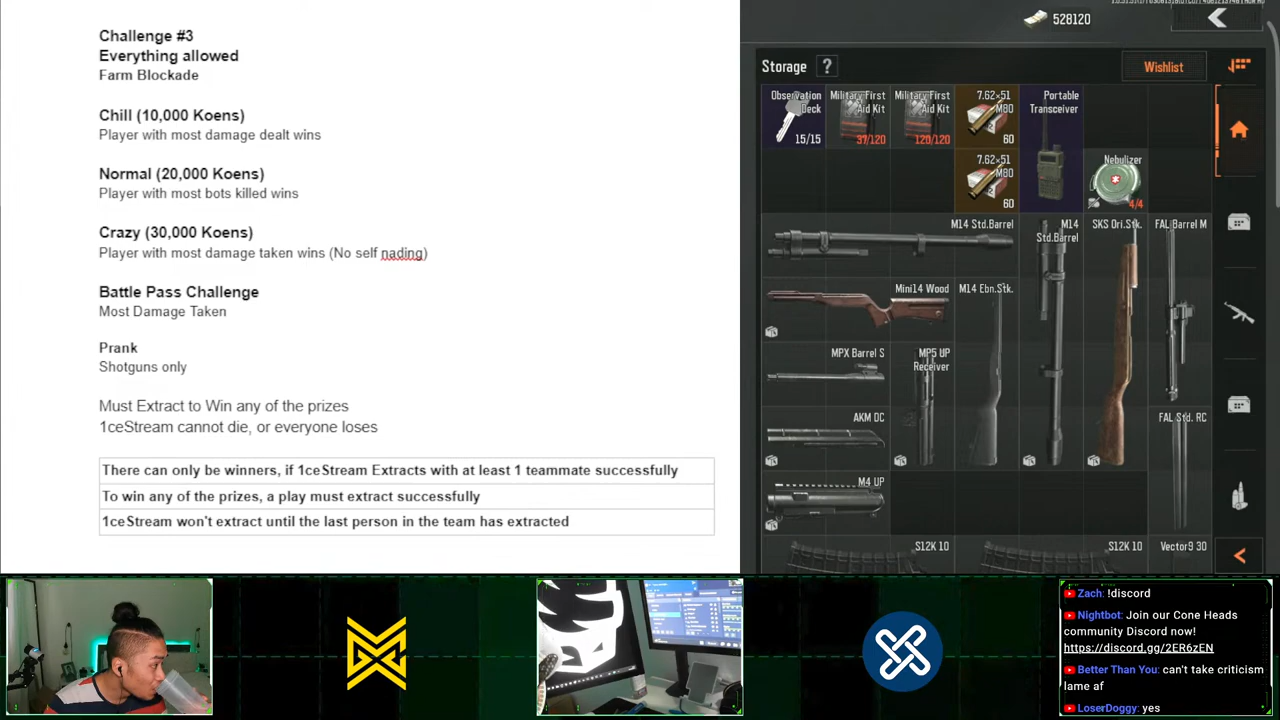 Challenge #3
Everything allowed
Farm Blockade
Chill (10,000 Koens)
Player with most damage dealt wins
Normal (20,000 Koens)
Player with most bots killed wins
Crazy (30,000 Koens)
Player with most damage taken wins (No self nading)
Battle Pass Challenge
Most Damage Taken
Prank
Shotguns only
Must Extract to Win any of the prizes
1ceStream cannot die, or everyone loses
There can only be winners, if 1ceStream Extracts with at least 1 teammate successfully
To win any of the prizes, a play must extract successfully
1ceStream won't extract until the last person in the team has extracted
528120
Storage ?
Wishlist
Observation
Deck
15/15
Military First
Aid Kit
37/120
Military First
Aid Kit
120/120
7.62×51
M80
60
Portable
Transceiver
7.62×51
M80
60
Nebulizer
4/4
M14 Std.Barrel
M14
Std.Barrel
SKS Ori.Stk.
FAL Barrel M
Mini14 Wood
M14 Ebn.Stk.
MPX Barrel S
MP5 UP
Receiver
AKM DC
FAL Std. RC
M4 UP
S12K 10
S12K 10
Vector9 30
Zach: !discord
Nightbot: Join our Cone Heads
community Discord now!
https://discord.gg/2ER6zEN
Better Than You: can't take criticism
lame af
LoserDoggy: yes